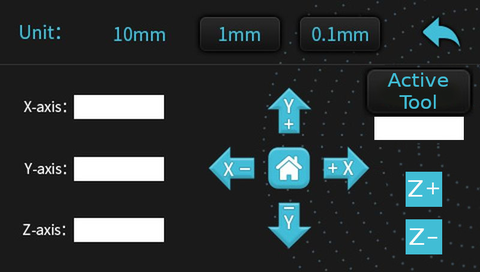 Unit: 10mm 1mm 0.1mm
Active
Tool
X-axis:
Y
+
X − + X
Y-axis:
Z+
−
Y
Z-axis:
Z−